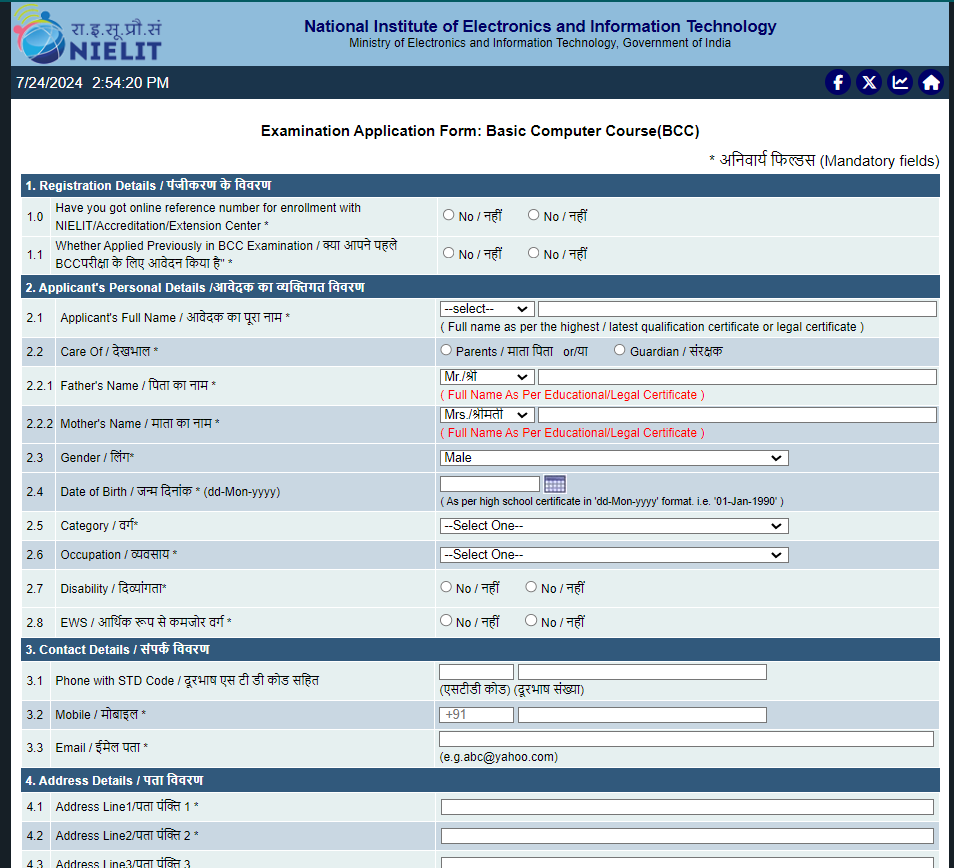 रा.इ.सू.प्रौ.सं
NIELIT
National Institute of Electronics and Information Technology
Ministry of Electronics and Information Technology, Government of India
7/24/2024 2:54:20 PM
Examination Application Form: Basic Computer Course(BCC)
* अनिवार्य फिल्डस (Mandatory fields)
1. Registration Details / पंजीकरण के विवरण
1.0 Have you got online reference number for enrollment with
NIELIT/Accreditation/Extension Center *
No / नहीं No / नहीं
1.1 Whether Applied Previously in BCC Examination / क्या आपने पहले
BCCपरीक्षा के लिए आवेदन किया है" *
No / नहीं No / नहीं
2. Applicant's Personal Details /आवेदक का व्यक्तिगत विवरण
2.1 Applicant's Full Name / आवेदक का पूरा नाम * --select--
( Full name as per the highest / latest qualification certificate or legal certificate )
2.2 Care Of / देखभाल * Parents / माता पिता or/या Guardian / संरक्षक
2.2.1 Father's Name / पिता का नाम * Mr./श्री
( Full Name As Per Educational/Legal Certificate )
2.2.2 Mother's Name / माता का नाम * Mrs./श्रीमती
( Full Name As Per Educational/Legal Certificate )
2.3 Gender / लिंग* Male
2.4 Date of Birth / जन्म दिनांक * (dd-Mon-yyyy)
( As per high school certificate in 'dd-Mon-yyyy' format. i.e. '01-Jan-1990' )
2.5 Category / वर्ग* --Select One--
2.6 Occupation / व्यवसाय * --Select One--
2.7 Disability / दिव्यांगता* No / नहीं No / नहीं
2.8 EWS / आर्थिक रूप से कमजोर वर्ग * No / नहीं No / नहीं
3. Contact Details / संपर्क विवरण
3.1 Phone with STD Code / दूरभाष एस टी डी कोड सहित
(एसटीडी कोड) (दूरभाष संख्या)
3.2 Mobile / मोबाइल * +91
3.3 Email / ईमेल पता *
(e.g.abc@yahoo.com)
4. Address Details / पता विवरण
4.1 Address Line1/पता पंक्ति 1 *
4.2 Address Line2/पता पंक्ति 2 *
4.3 Address Line3/पता पंक्ति 3